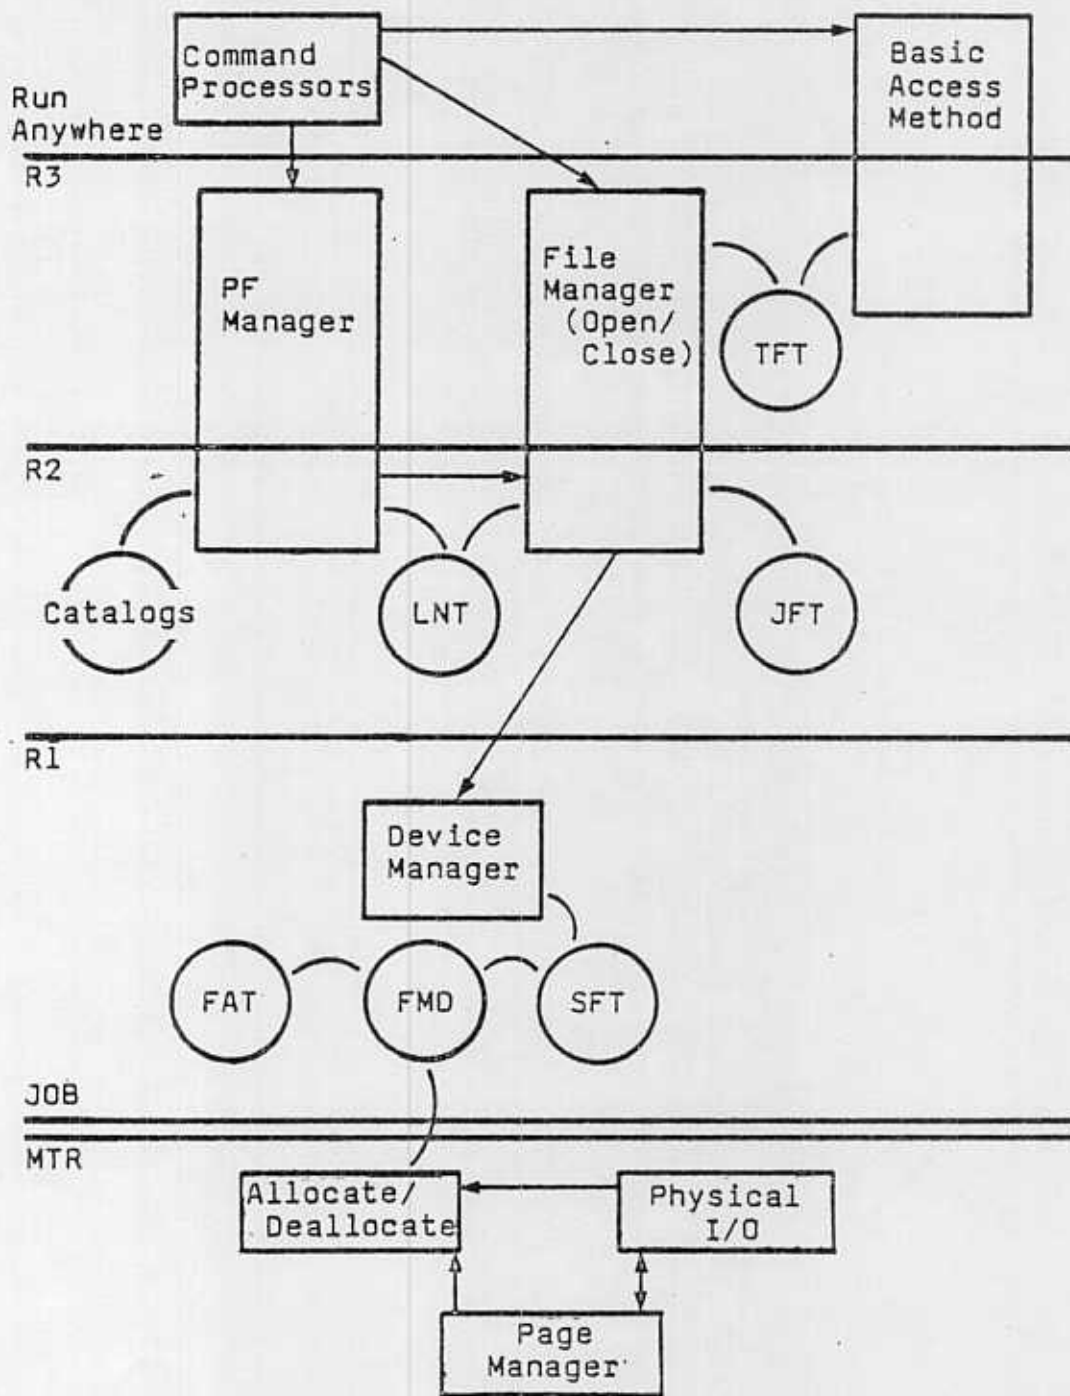 Command
Processors
Basic
Access
Method
Run
Anywhere
R3
PF
Manager
File
Manager
(Open/
Close)
TFT
R2
Catalogs
LNT
JFT
R1
Device
Manager
FAT
FMD
SFT
JOB
MTR
Allocate/
Deallocate
Physical
I/O
Page
Manager